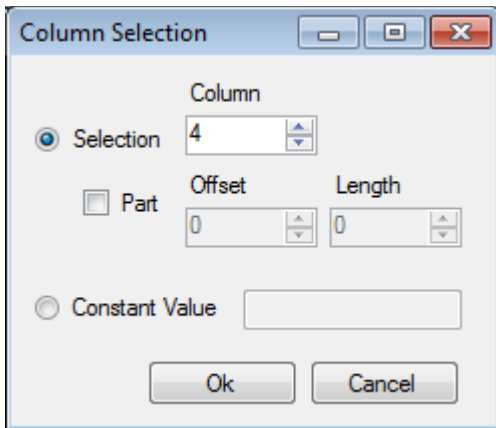 Column Selection
Column
Selection 4
Offset Length
Part
0 0
Constant Value
Ok Cancel